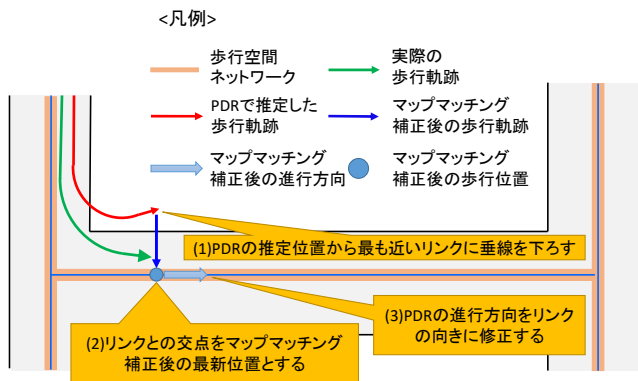 <凡例>
歩行空間
ネットワーク
実際の
歩行軌跡
PDRで推定した
歩行軌跡
マップマッチング
補正後の歩行軌跡
マップマッチング
補正後の進行方向
マップマッチング
補正後の歩行位置
(1)PDRの推定位置から最も近いリンクに垂線を下ろす
(3)PDRの進行方向をリンク
の向きに修正する
(2)リンクとの交点をマップマッチング
補正後の最新位置とする